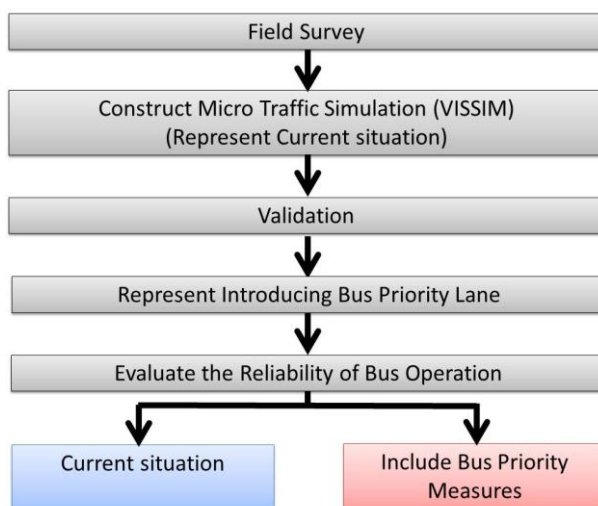 Field Survey
Construct Micro Traffic Simulation (VISSIM)
(Represent Current situation)
Validation
Represent Introducing Bus Priority Lane
Evaluate the Reliability of Bus Operation
Current situation
Include Bus Priority
Measures